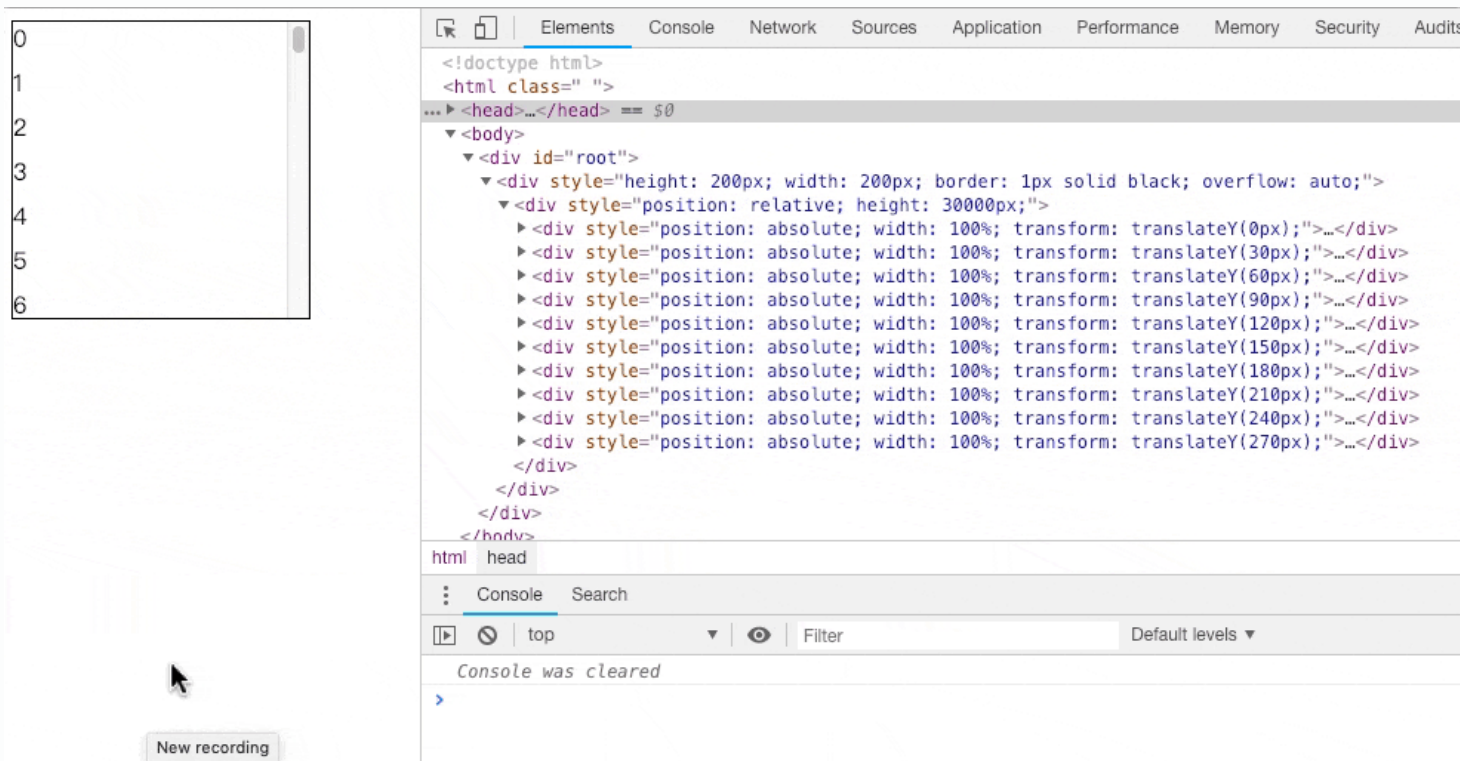 0
1
2
3
4
5
6
New recording
Elements Console Network Sources Application Performance Memory Security Audits
<!doctype html>
<html class=" ">
… ▶ <head>…</head> == $0
▼ <body>
▼ <div id="root">
▼ <div style="height: 200px; width: 200px; border: 1px solid black; overflow: auto;">
▼ <div style="position: relative; height: 30000px;">
▶ <div style="position: absolute; width: 100%; transform: translateY(0px);">…</div>
▶ <div style="position: absolute; width: 100%; transform: translateY(30px);">…</div>
▶ <div style="position: absolute; width: 100%; transform: translateY(60px);">…</div>
▶ <div style="position: absolute; width: 100%; transform: translateY(90px);">…</div>
▶ <div style="position: absolute; width: 100%; transform: translateY(120px);">…</div>
▶ <div style="position: absolute; width: 100%; transform: translateY(150px);">…</div>
▶ <div style="position: absolute; width: 100%; transform: translateY(180px);">…</div>
▶ <div style="position: absolute; width: 100%; transform: translateY(210px);">…</div>
▶ <div style="position: absolute; width: 100%; transform: translateY(240px);">…</div>
▶ <div style="position: absolute; width: 100%; transform: translateY(270px);">…</div>
</div>
</div>
</div>
</body>
html head
Console Search
top ▼ Filter Default levels ▼
Console was cleared
>